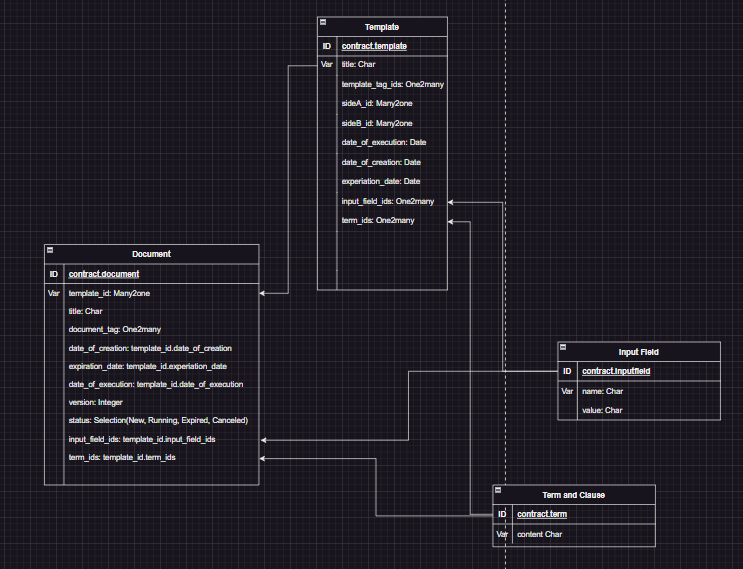 Template
ID contract.template
Var title: Char
template_tag_ids: One2many
sideA_id: Many2one
sideB_id: Many2one
date_of_execution: Date
date_of_creation: Date
experiation_date: Date
input_field_ids: One2many
term_ids: One2many
Document
ID contract.document
Var template_id: Many2one
title: Char
document_tag: One2many
date_of_creation: template_id.date_of_creation
expiration_date: template_id.experiation_date
date_of_execution: template_id.date_of_execution
version: Integer
status: Selection(New, Running, Expired, Canceled)
input_field_ids: template_id.input_field_ids
term_ids: template_id.term_ids
Input Field
ID contract.inputfield
Var name: Char
value: Char
Term and Clause
ID contract.term
Var content Char